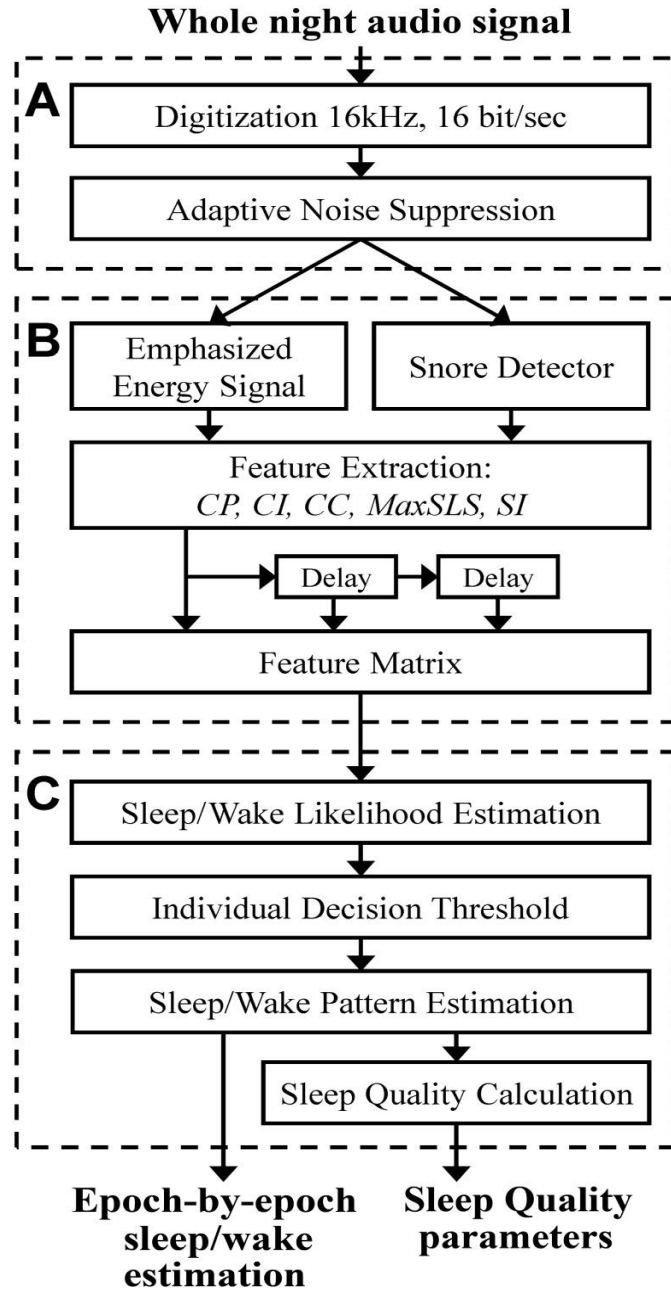 Whole night audio signal
A
Digitization 16kHz, 16 bit/sec
Adaptive Noise Suppression
B
Emphasized
Energy Signal
Snore Detector
Feature Extraction:
CP, CI, CC, MaxSLS, SI
Delay
Delay
Feature Matrix
C
Sleep/Wake Likelihood Estimation
Individual Decision Threshold
Sleep/Wake Pattern Estimation
Sleep Quality Calculation
Epoch-by-epoch
sleep/wake
estimation
Sleep Quality
parameters